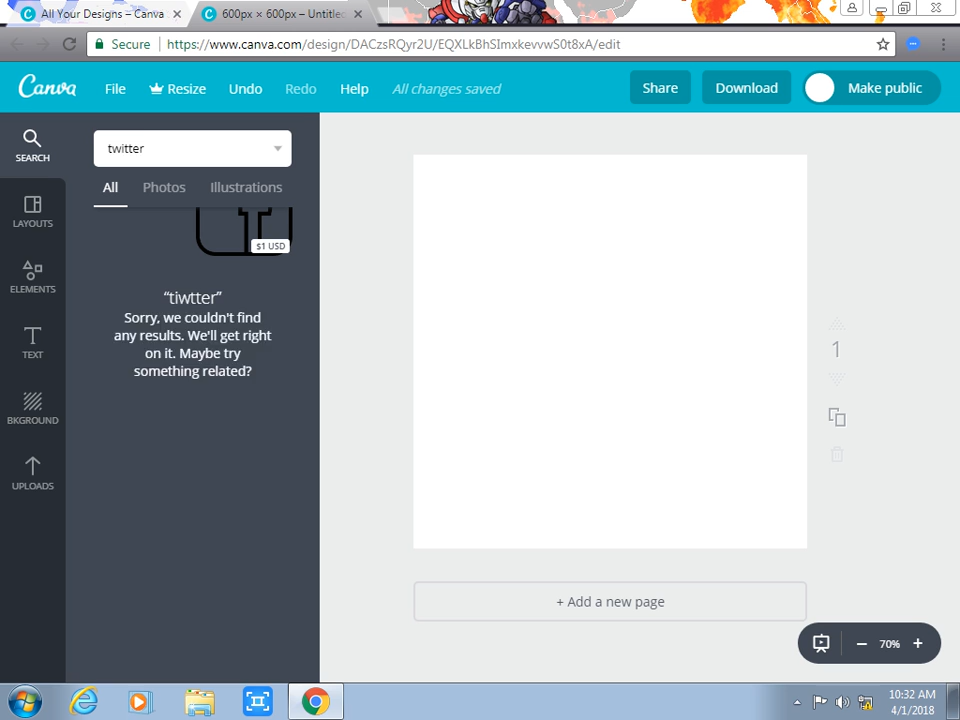 All Your Designs – Canva
600px × 600px – Untitle
Secure https://www.canva.com/design/DACzsRQyr2U/EQXLkBhSImxkevvwS0t8xA/edit
Canva File Resize Undo Redo Help All changes saved Share Download Make public
SEARCH
LAYOUTS
ELEMENTS
TEXT
BKGROUND
UPLOADS
twitter
All Photos Illustrations
$1 USD
“tiwtter”
Sorry, we couldn't find
any results. We'll get right
on it. Maybe try
something related?
1
+ Add a new page
70%
10:32 AM
4/1/2018